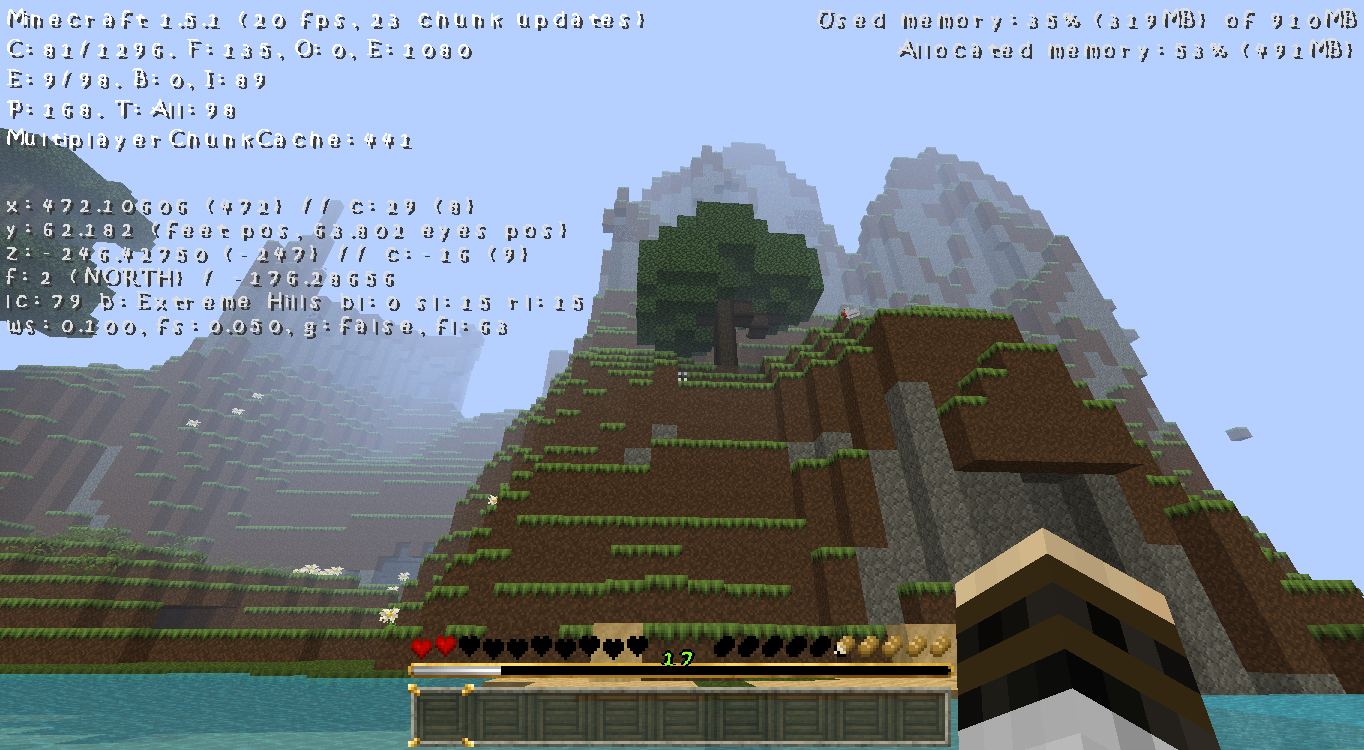 Minecraft 1.5.1 (20 fps, 23 chunk updates)
Used memory: 35% (319MB) of 910MB
C: 81/1296. F: 135, O: 0, E: 1080
Allocated memory: 53% (491MB)
E: 9/98. B: 0, I: 89
P: 168. T: All: 98
MultiplayerChunkCache: 441
x: 472.10606 (472) // c: 29 (8)
y: 62.182 (feet pos, 63.802 eyes pos)
z: -246.42750 (-247) // c: -16 (9)
f: 2 (NORTH) / -176.28656
lc: 79 b: Extreme Hills bl: 0 sl: 15 rl: 15
ws: 0.100, fs: 0.050, g: false, fl: 63
17